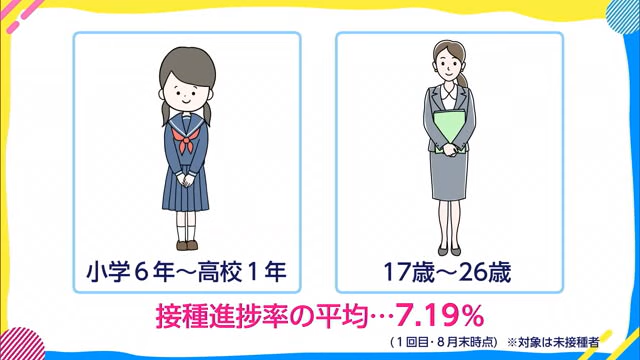 小学6年〜高校1年
17歳〜26歳
接種進捗率の平均…7.19%
(1回目・8月末時点) ※対象は未接種者